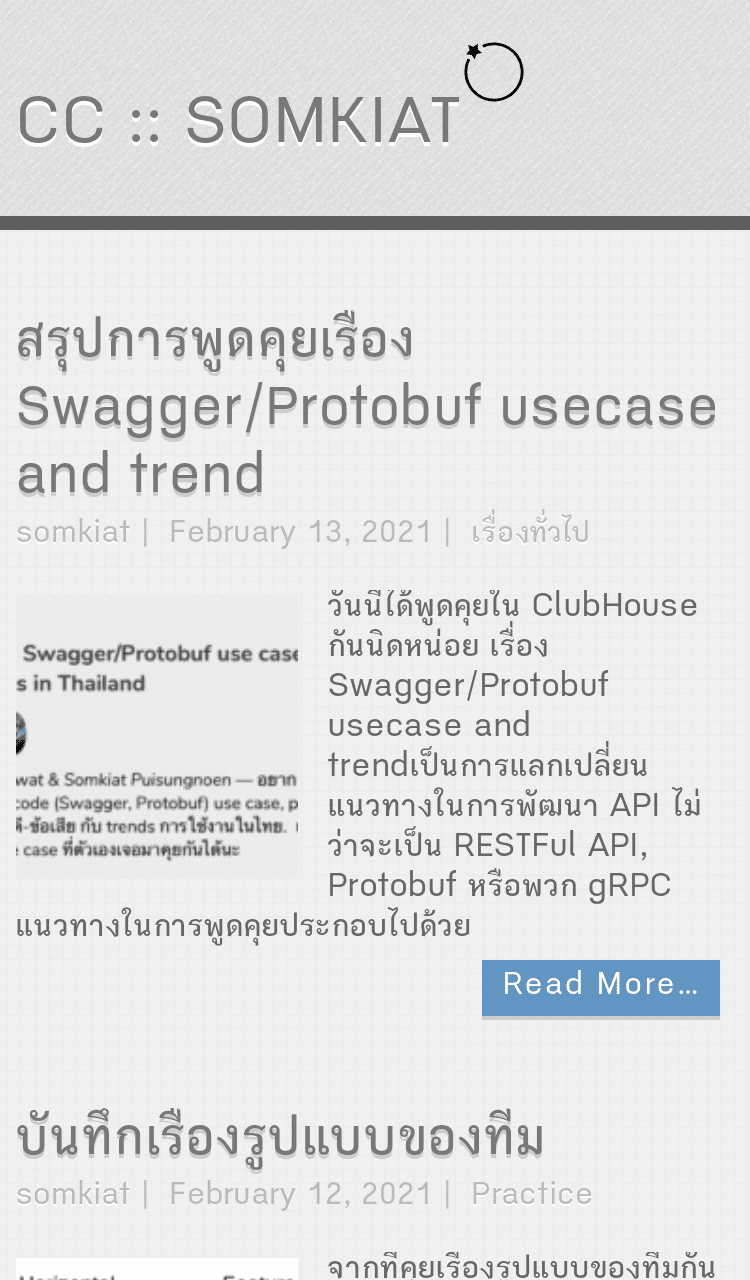 CC :: SOMKIAT
สรุปการพูดคุยเรื่อง
Swagger/Protobuf usecase
and trend
somkiat | February 13, 2021 | เรื่องทั่วไป
Swagger/Protobuf use case
s in Thailand
wat & Somkiat Puisungnoen — อยาก
code (Swagger, Protobuf) use case, p
ดี-ข้อเสีย กับ trends การใช้งานในไทย.
case ที่ตัวเองเจอมาคุยกันได้นะ
วันนี้ได้พูดคุยใน ClubHouse
กันนิดหน่อย เรื่อง
Swagger/Protobuf
usecase and
trendเป็นการแลกเปลี่ยน
แนวทางในการพัฒนา API ไม่
ว่าจะเป็น RESTFul API,
Protobuf หรือพวก gRPC
แนวทางในการพูดคุยประกอบไปด้วย
Read More…
บันทึกเรื่องรูปแบบของทีม
somkiat | February 12, 2021 | Practice
Horizontal Feature
จากที่คุยเรื่องรูปแบบของทีมกัน